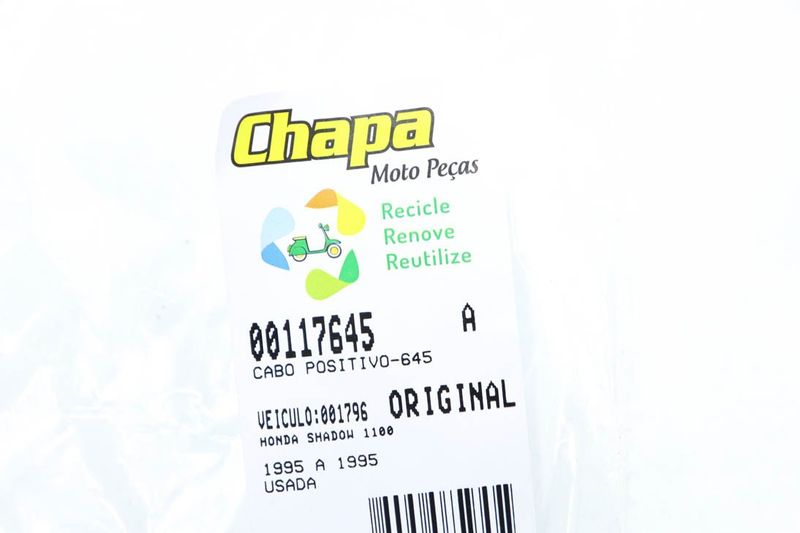 Chapa
Moto Peças
Recicle
Renove
Reutilize
00117645 A
CABO POSITIVO-645
VEICULO:001796 ORIGINAL
HONDA SHADOW 1100
1995 A 1995
USADA